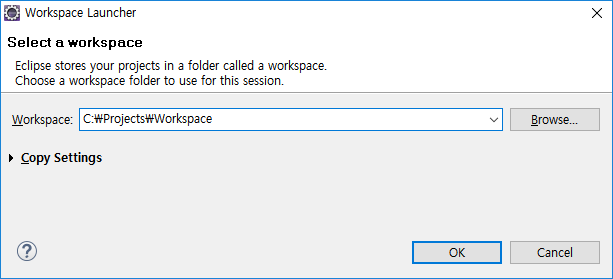 Workspace Launcher
Select a workspace
Eclipse stores your projects in a folder called a workspace.
Choose a workspace folder to use for this session.
Workspace: C:₩Projects₩Workspace Browse...
Copy Settings
? OK Cancel